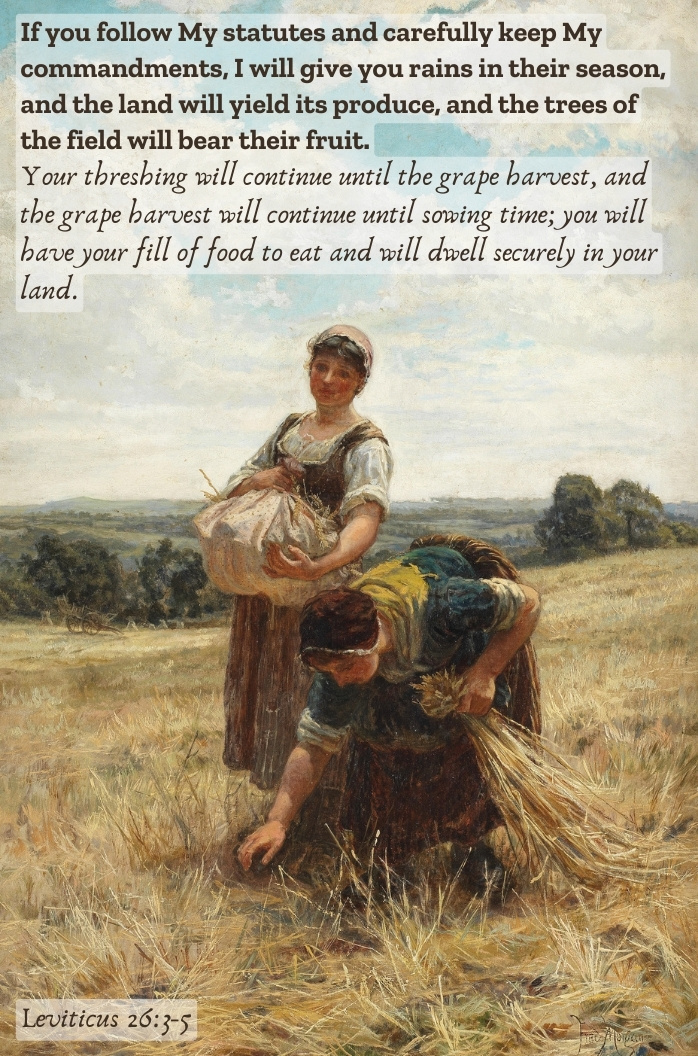 If you follow My statutes and carefully keep My
commandments, I will give you rains in their season,
and the land will yield its produce, and the trees of
the field will bear their fruit.
Your threshing will continue until the grape harvest, and
the grape harvest will continue until sowing time; you will
have your fill of food to eat and will dwell securely in your
land.
Leviticus 26:3-5